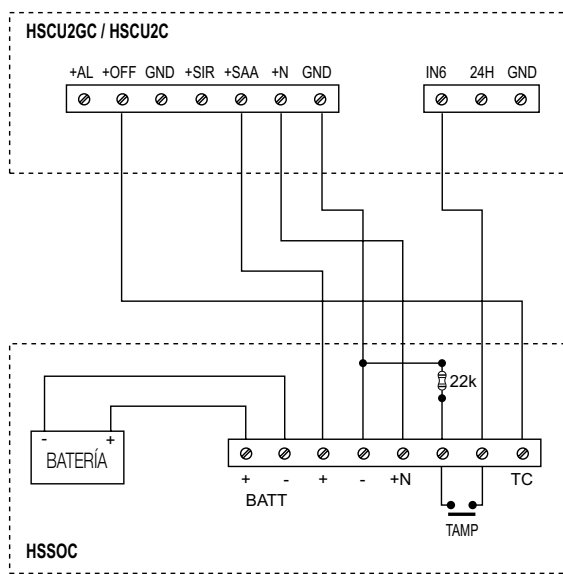 HSCU2GC / HSCU2C
+AL +OFF GND +SIR +SAA +N GND
IN6 24H GND
22k
- +
BATERÍA
+ - + - +N TC
BATT
TAMP
HSSOC